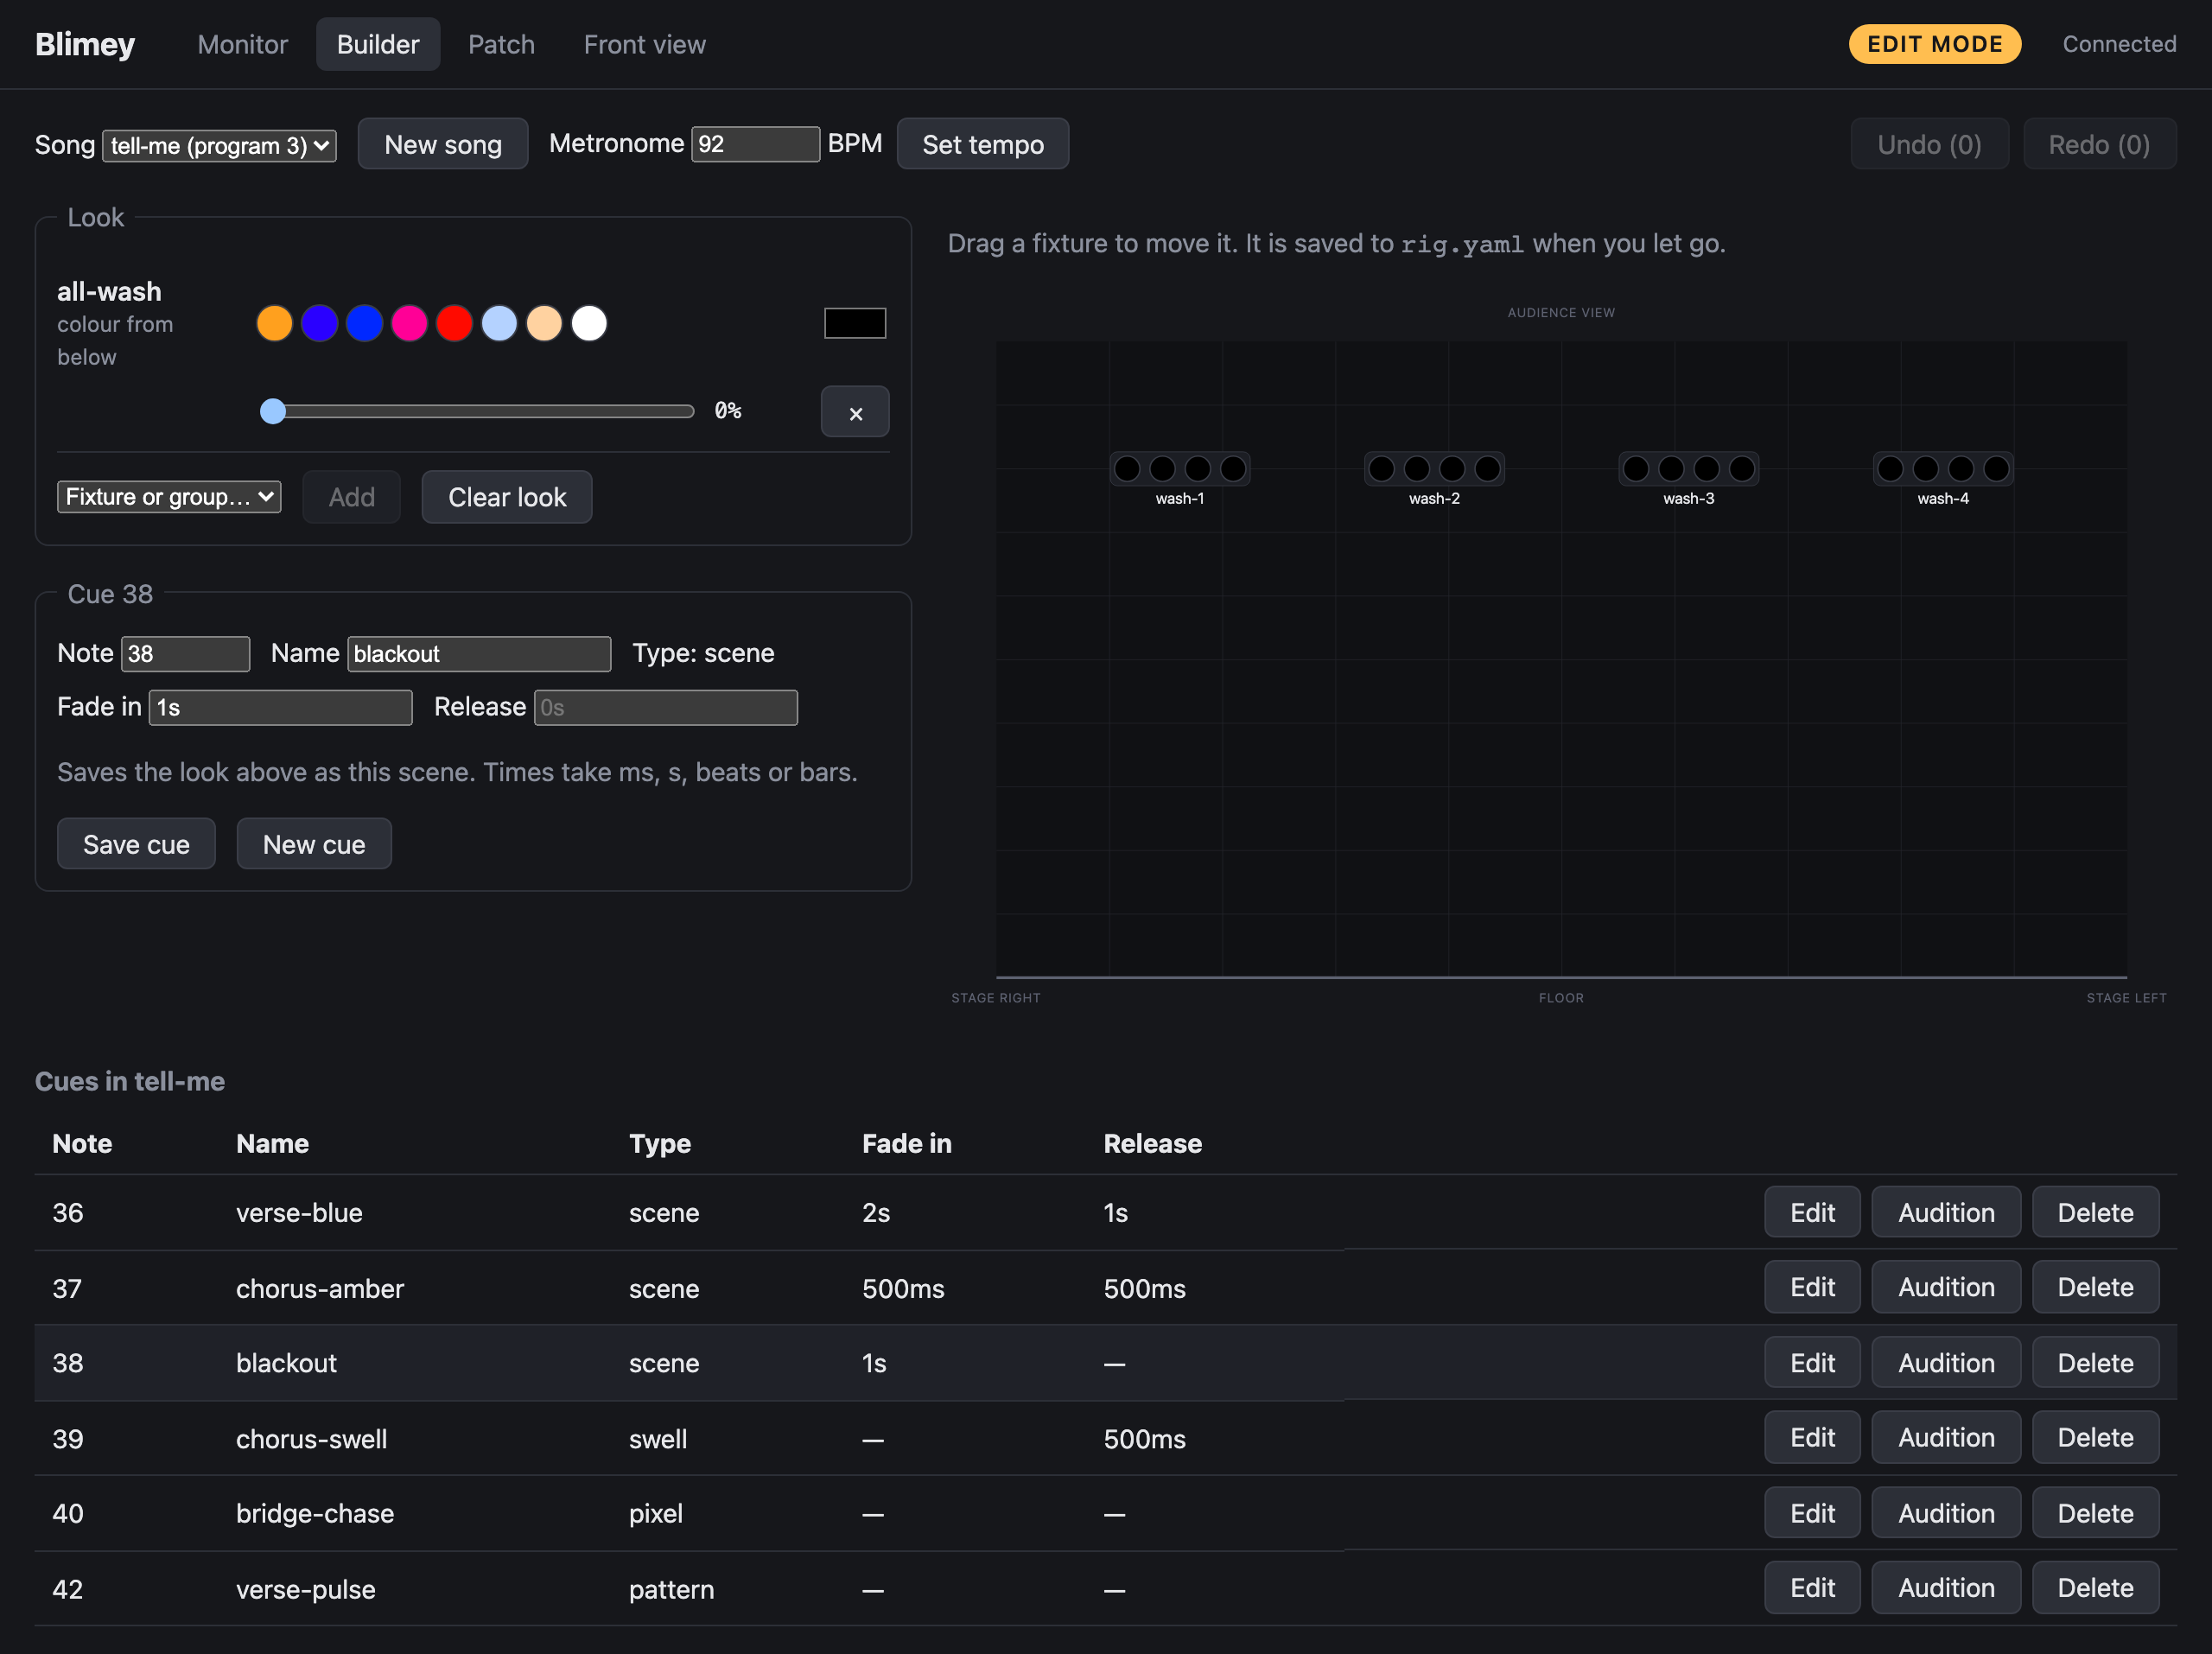 Blimey Monitor Builder Patch Front view EDIT MODE Connected
Song tell-me (program 3) New song Metronome 92 BPM Set tempo Undo (0) Redo (0)
Look
all-wash
colour from
below
0% ×
Fixture or group... Add Clear look
Drag a fixture to move it. It is saved to rig.yaml when you let go.
AUDIENCE VIEW
wash-1 wash-2 wash-3 wash-4
STAGE RIGHT FLOOR STAGE LEFT
Cue 38
Note 38 Name blackout Type: scene
Fade in 1s Release 0s
Saves the look above as this scene. Times take ms, s, beats or bars.
Save cue New cue
Cues in tell-me
Note Name Type Fade in Release
36 verse-blue scene 2s 1s Edit Audition Delete
37 chorus-amber scene 500ms 500ms Edit Audition Delete
38 blackout scene 1s — Edit Audition Delete
39 chorus-swell swell — 500ms Edit Audition Delete
40 bridge-chase pixel — — Edit Audition Delete
42 verse-pulse pattern — — Edit Audition Delete